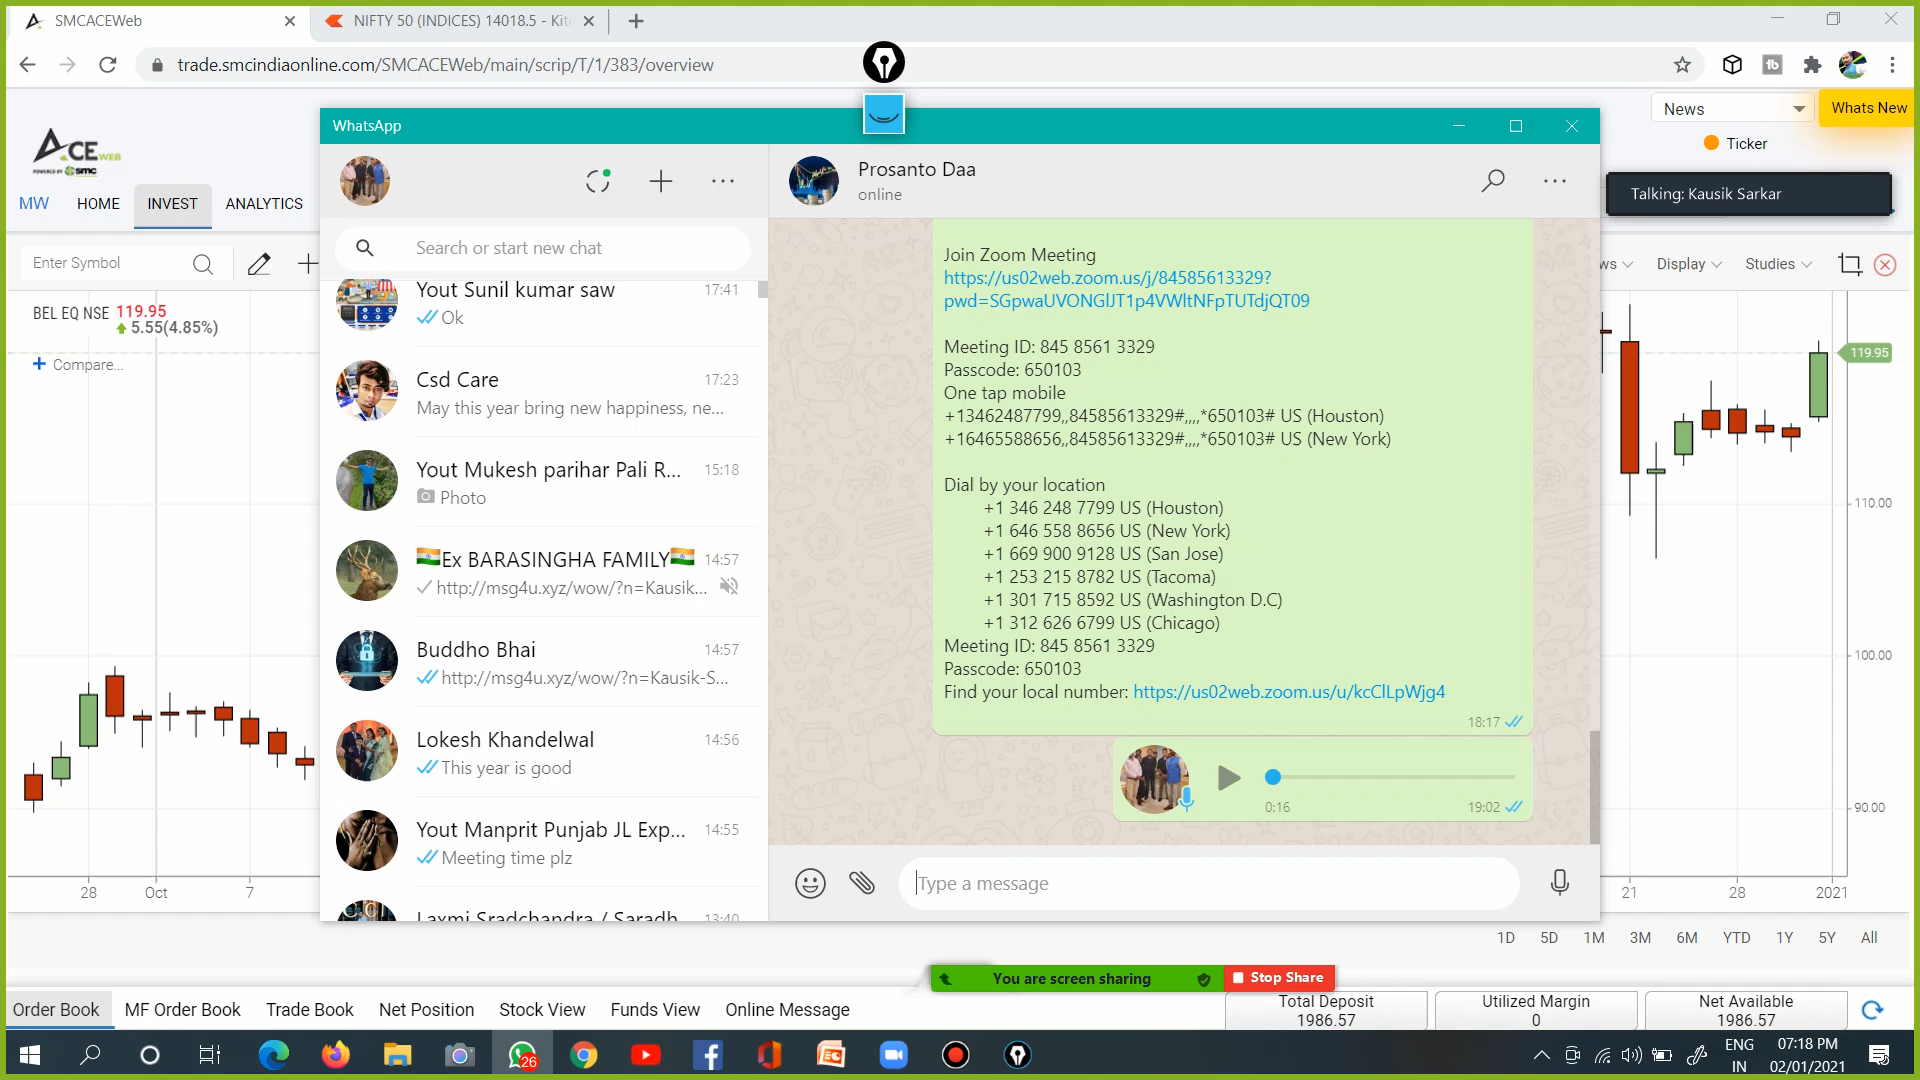 SMCACEWeb
NIFTY 50 (INDICES) 14018.5 - Kit
trade.smcindiaonline.com/SMCACEWeb/main/scrip/T/1/383/overview
News
Whats New
Ticker
ACE WEB
POWERED BY smc
Talking: Kausik Sarkar
MW
HOME
INVEST
ANALYTICS
Enter Symbol
ws
Display
Studies
BEL EQ NSE 119.95
5.55(4.85%)
Compare...
WhatsApp
Search or start new chat
Yout Sunil kumar saw 17:41
Ok
Csd Care 17:23
May this year bring new happiness, ne...
Yout Mukesh parihar Pali R... 15:18
Photo
🇮🇳Ex BARASINGHA FAMILY🇮🇳 14:57
http://msg4u.xyz/wow/?n=Kausik...
Buddho Bhai 14:57
http://msg4u.xyz/wow/?n=Kausik-S...
Lokesh Khandelwal 14:56
This year is good
Yout Manprit Punjab JL Exp... 14:55
Meeting time plz
Laxmi Sradchandra / Saradh 13:40
Prosanto Daa
online
Join Zoom Meeting
https://us02web.zoom.us/j/84585613329?
pwd=SGpwaUVONGlJT1p4VWltNFpTUTdjQT09
Meeting ID: 845 8561 3329
Passcode: 650103
One tap mobile
+13462487799,,84585613329#,,,,*650103# US (Houston)
+16465588656,,84585613329#,,,,*650103# US (New York)
Dial by your location
+1 346 248 7799 US (Houston)
+1 646 558 8656 US (New York)
+1 669 900 9128 US (San Jose)
+1 253 215 8782 US (Tacoma)
+1 301 715 8592 US (Washington D.C)
+1 312 626 6799 US (Chicago)
Meeting ID: 845 8561 3329
Passcode: 650103
Find your local number: https://us02web.zoom.us/u/kcClLpWjg4
18:17
0:16 19:02
Type a message
119.95
110.00
100.00
90.00
28 Oct 7 21 28 2021
1D 5D 1M 3M 6M YTD 1Y 5Y All
You are screen sharing
Stop Share
Order Book MF Order Book Trade Book Net Position Stock View Funds View Online Message
Total Deposit
1986.57
Utilized Margin
0
Net Available
1986.57
26
ENG
IN
07:18 PM
02/01/2021